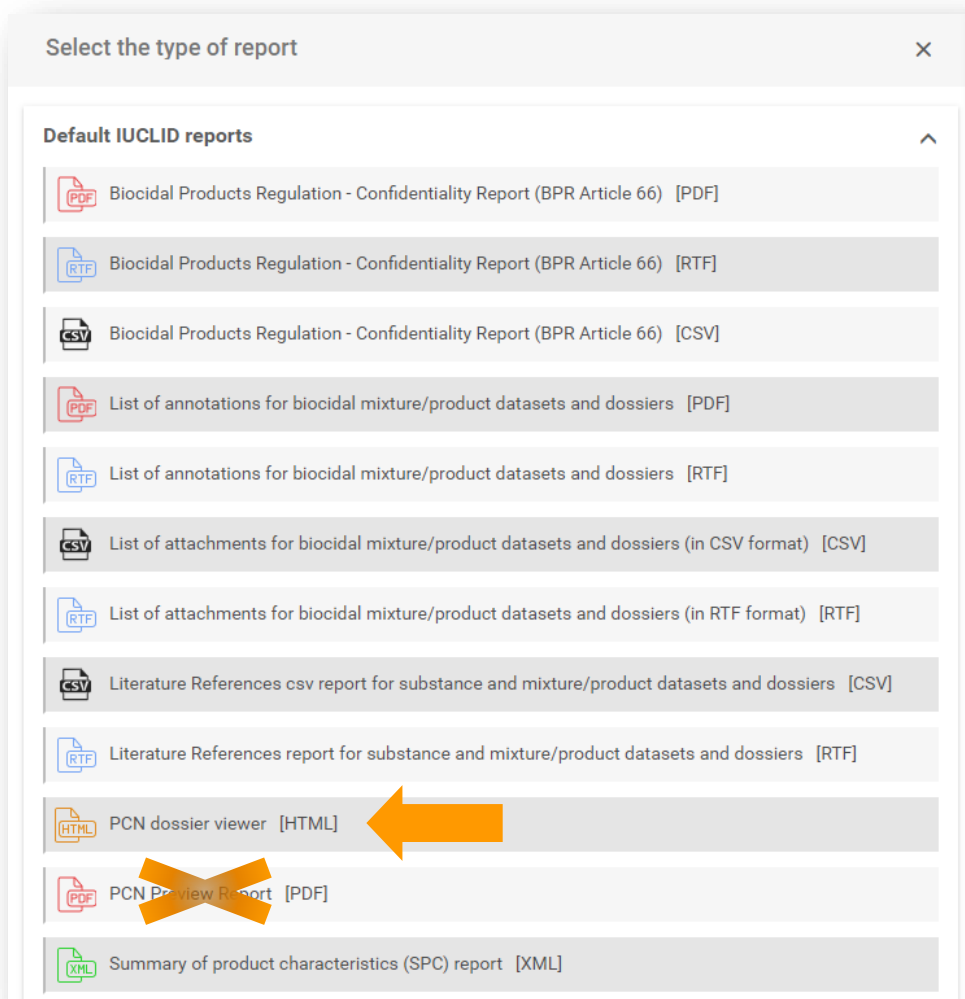 Select the type of report
Default IUCLID reports
PDF Biocidal Products Regulation - Confidentiality Report (BPR Article 66) [PDF]
RTF Biocidal Products Regulation - Confidentiality Report (BPR Article 66) [RTF]
CSV Biocidal Products Regulation - Confidentiality Report (BPR Article 66) [CSV]
PDF List of annotations for biocidal mixture/product datasets and dossiers [PDF]
RTF List of annotations for biocidal mixture/product datasets and dossiers [RTF]
CSV List of attachments for biocidal mixture/product datasets and dossiers (in CSV format) [CSV]
RTF List of attachments for biocidal mixture/product datasets and dossiers (in RTF format) [RTF]
CSV Literature References csv report for substance and mixture/product datasets and dossiers [CSV]
RTF Literature References report for substance and mixture/product datasets and dossiers [RTF]
HTML PCN dossier viewer [HTML]
PDF PCN Preview Report [PDF]
XML Summary of product characteristics (SPC) report [XML]